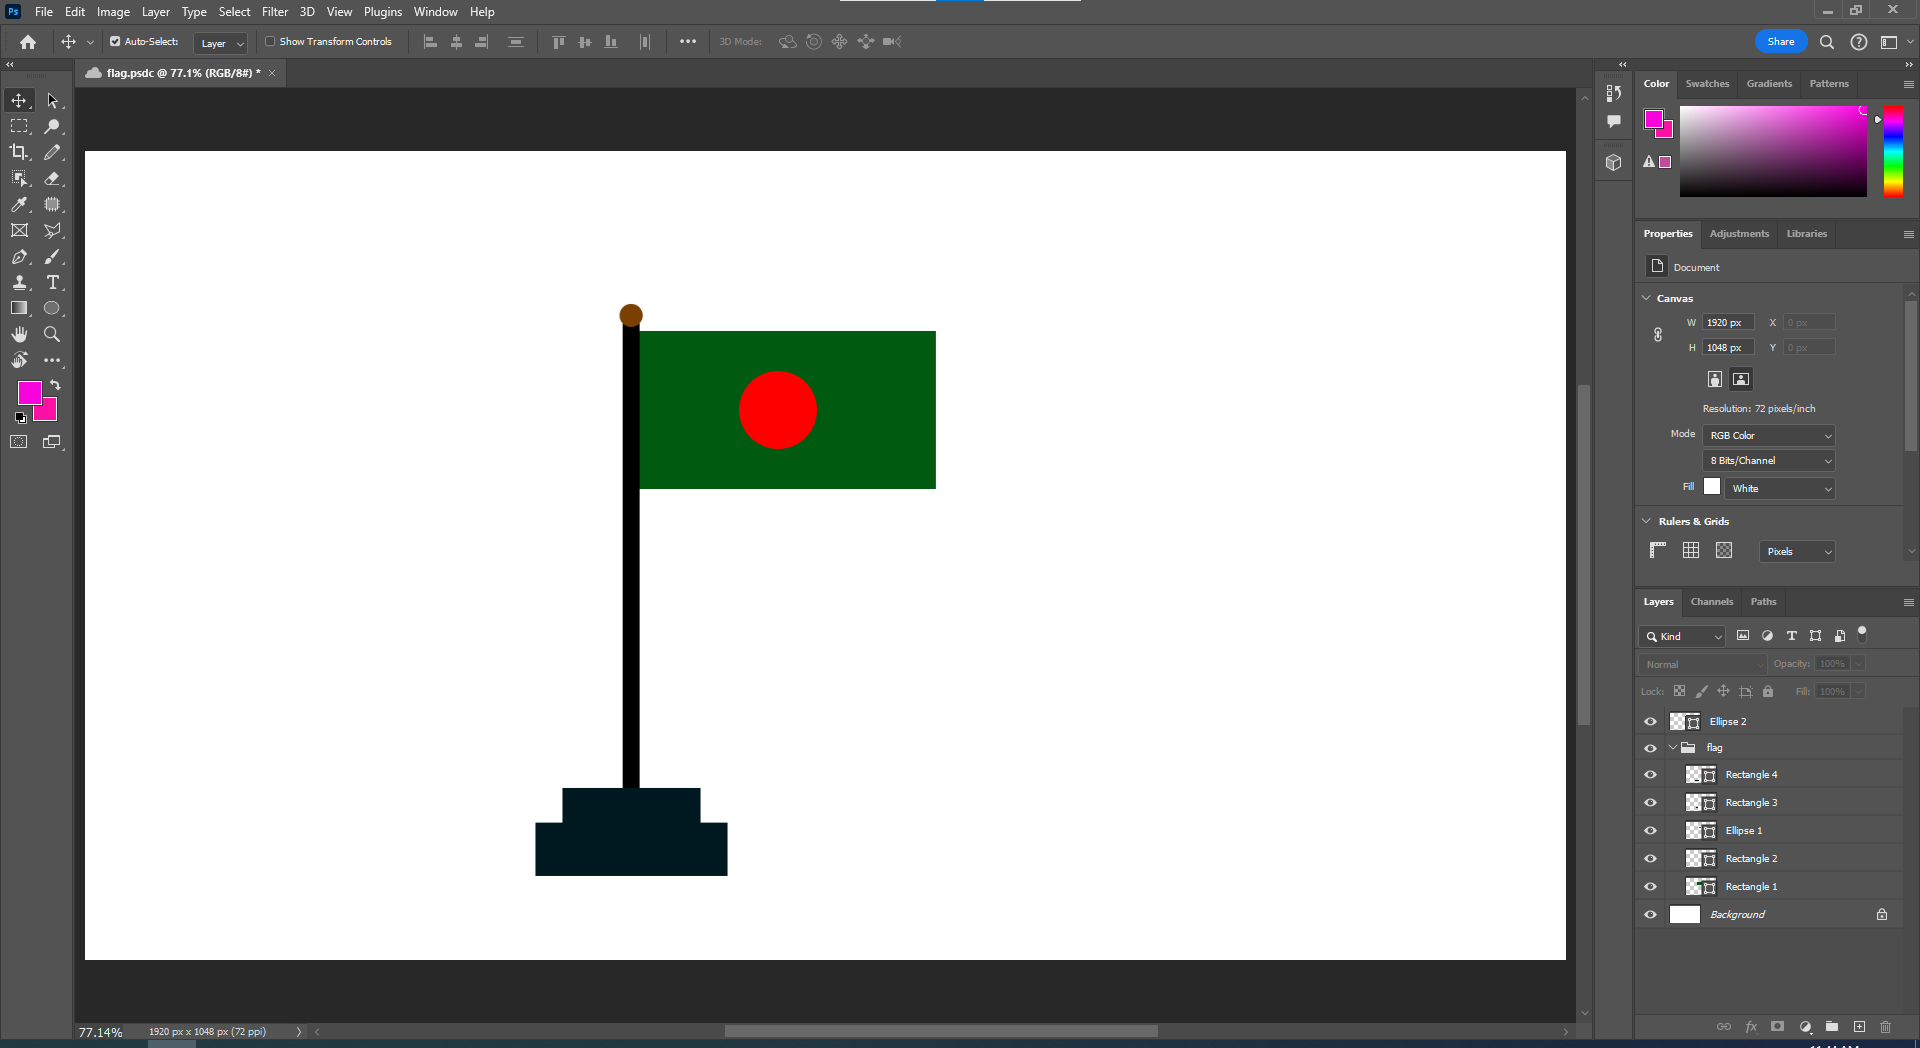 Ps File Edit Image Layer Type Select Filter 3D View Plugins Window Help
Auto-Select: Layer Show Transform Controls 3D Mode: Share
flag.psdc @ 77.1% (RGB/8#) *
Color Swatches Gradients Patterns
Properties Adjustments Libraries
Document
Canvas
W 1920 px X 0 px
H 1048 px Y 0 px
Resolution: 72 pixels/inch
Mode RGB Color
8 Bits/Channel
Fill White
Rulers & Grids
Pixels
Layers Channels Paths
Kind
Normal Opacity: 100%
Lock: Fill: 100%
Ellipse 2
flag
Rectangle 4
Rectangle 3
Ellipse 1
Rectangle 2
Rectangle 1
Background
fx
77.14% 1920 px x 1048 px (72 ppi)